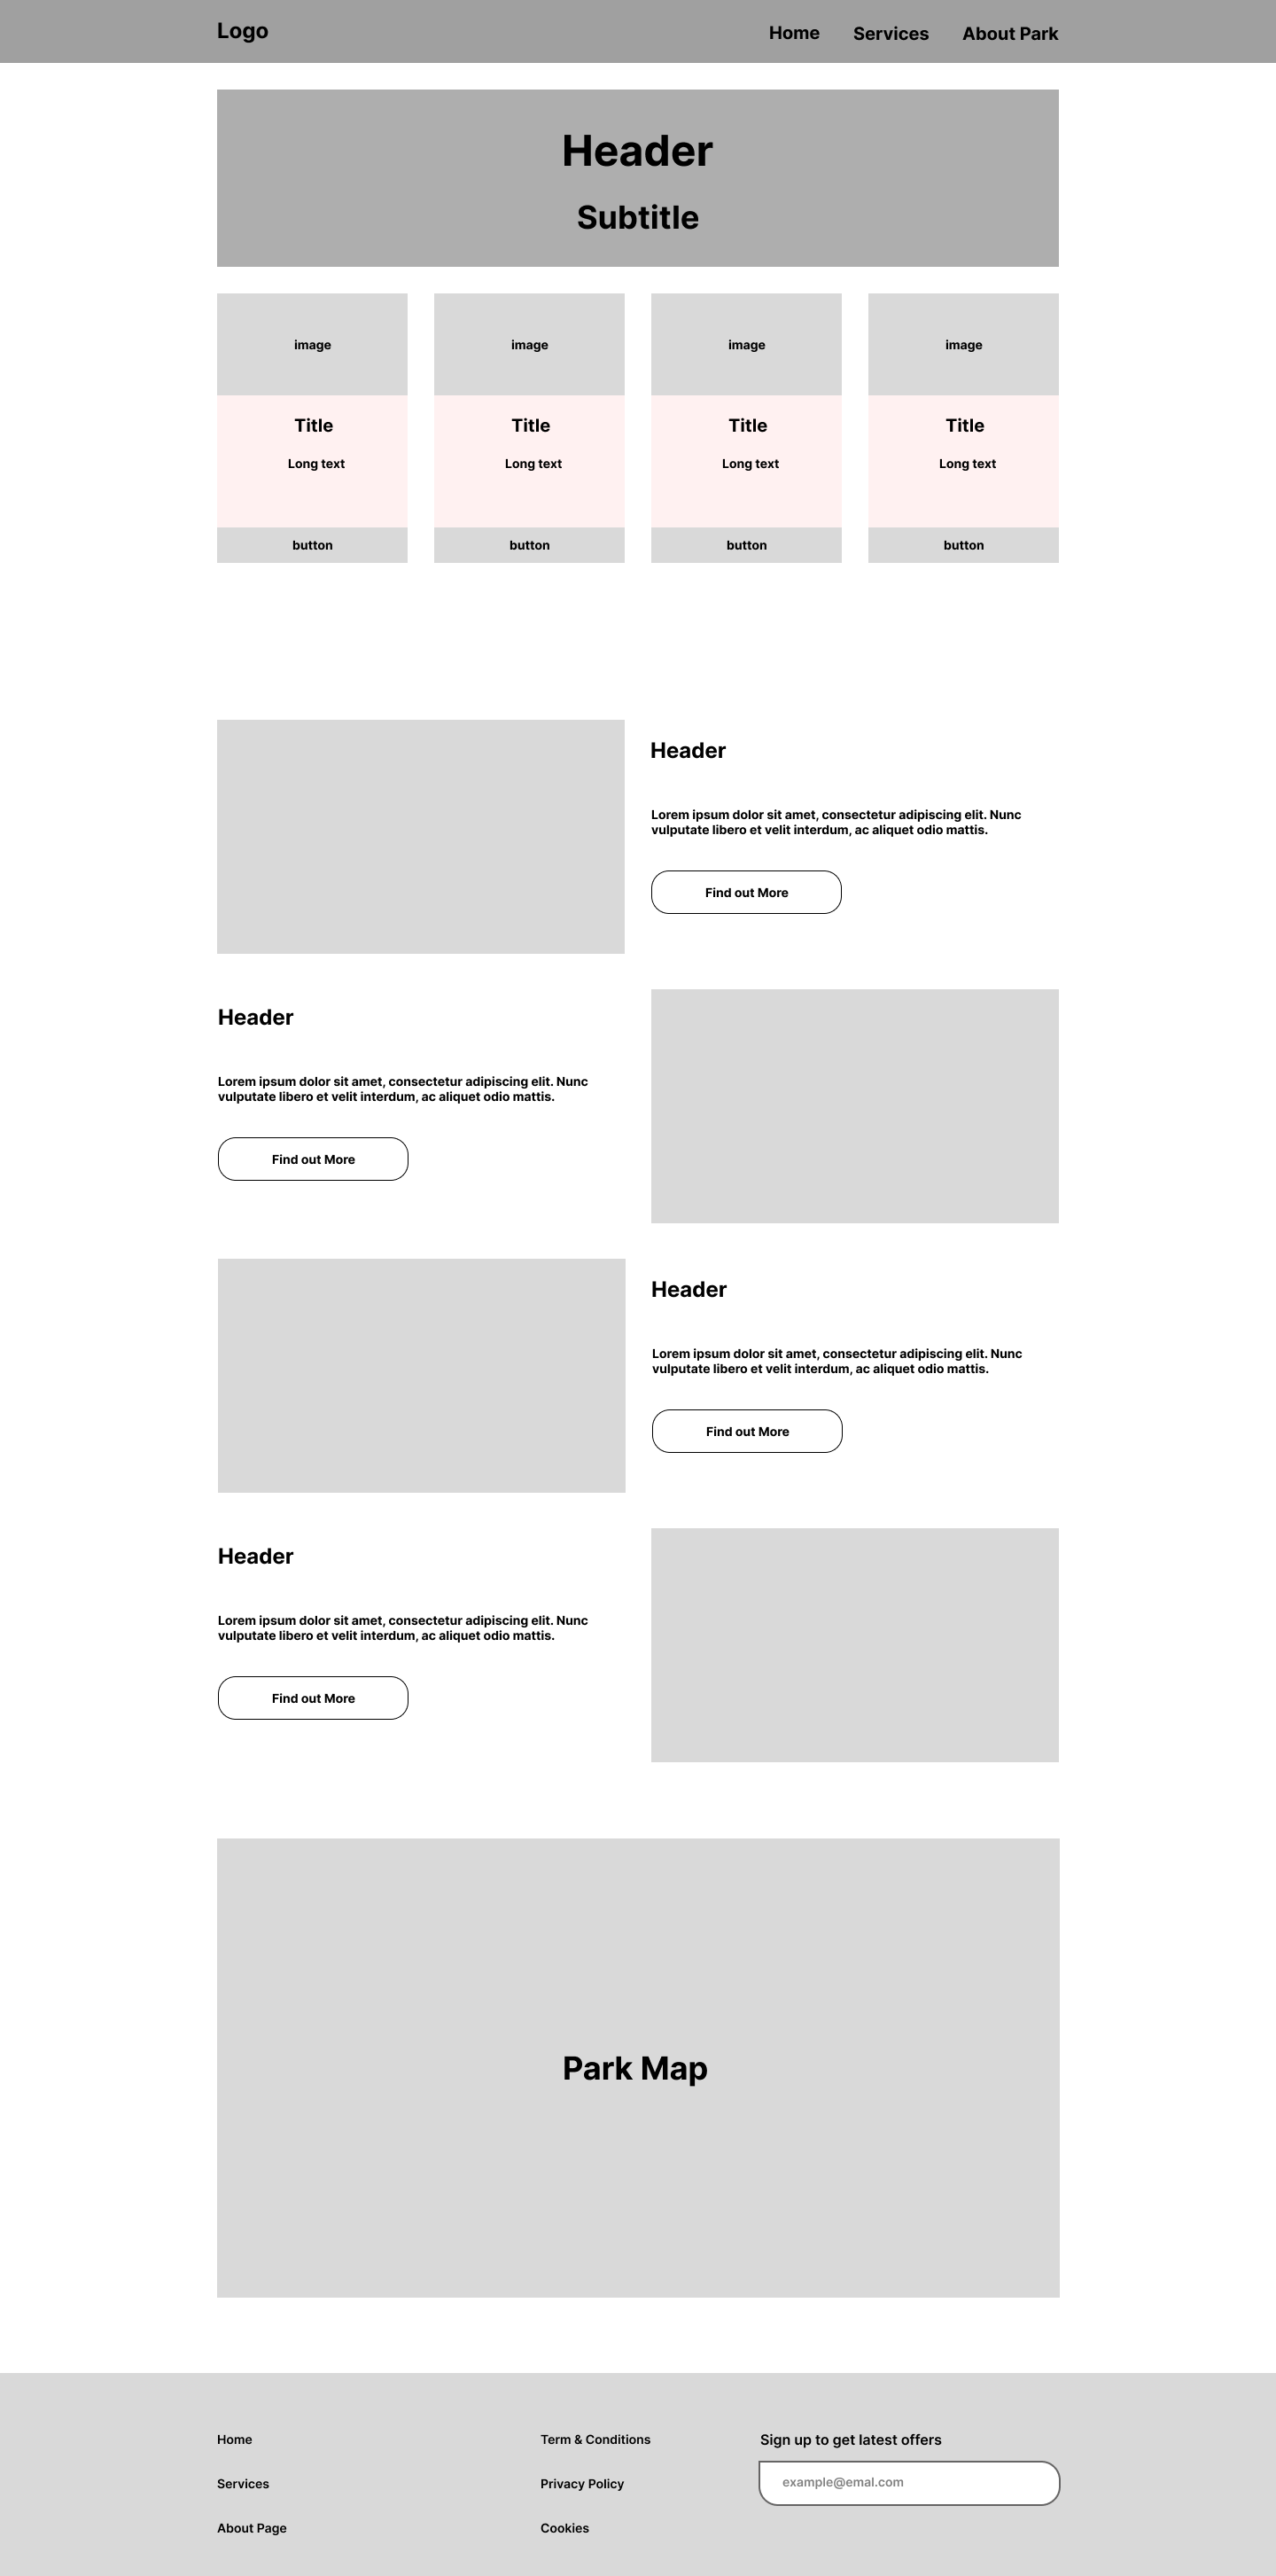 Logo
Home
Services
About Park
Header
Subtitle
image
image
image
image
Title
Title
Title
Title
Long text
Long text
Long text
Long text
button
button
button
button
Header
Lorem ipsum dolor sit amet, consectetur adipiscing elit. Nunc
vulputate libero et velit interdum, ac aliquet odio mattis.
Find out More
Header
Lorem ipsum dolor sit amet, consectetur adipiscing elit. Nunc
vulputate libero et velit interdum, ac aliquet odio mattis.
Find out More
Header
Lorem ipsum dolor sit amet, consectetur adipiscing elit. Nunc
vulputate libero et velit interdum, ac aliquet odio mattis.
Find out More
Header
Lorem ipsum dolor sit amet, consectetur adipiscing elit. Nunc
vulputate libero et velit interdum, ac aliquet odio mattis.
Find out More
Park Map
Home
Services
About Page
Term & Conditions
Privacy Policy
Cookies
Sign up to get latest offers
example@emal.com